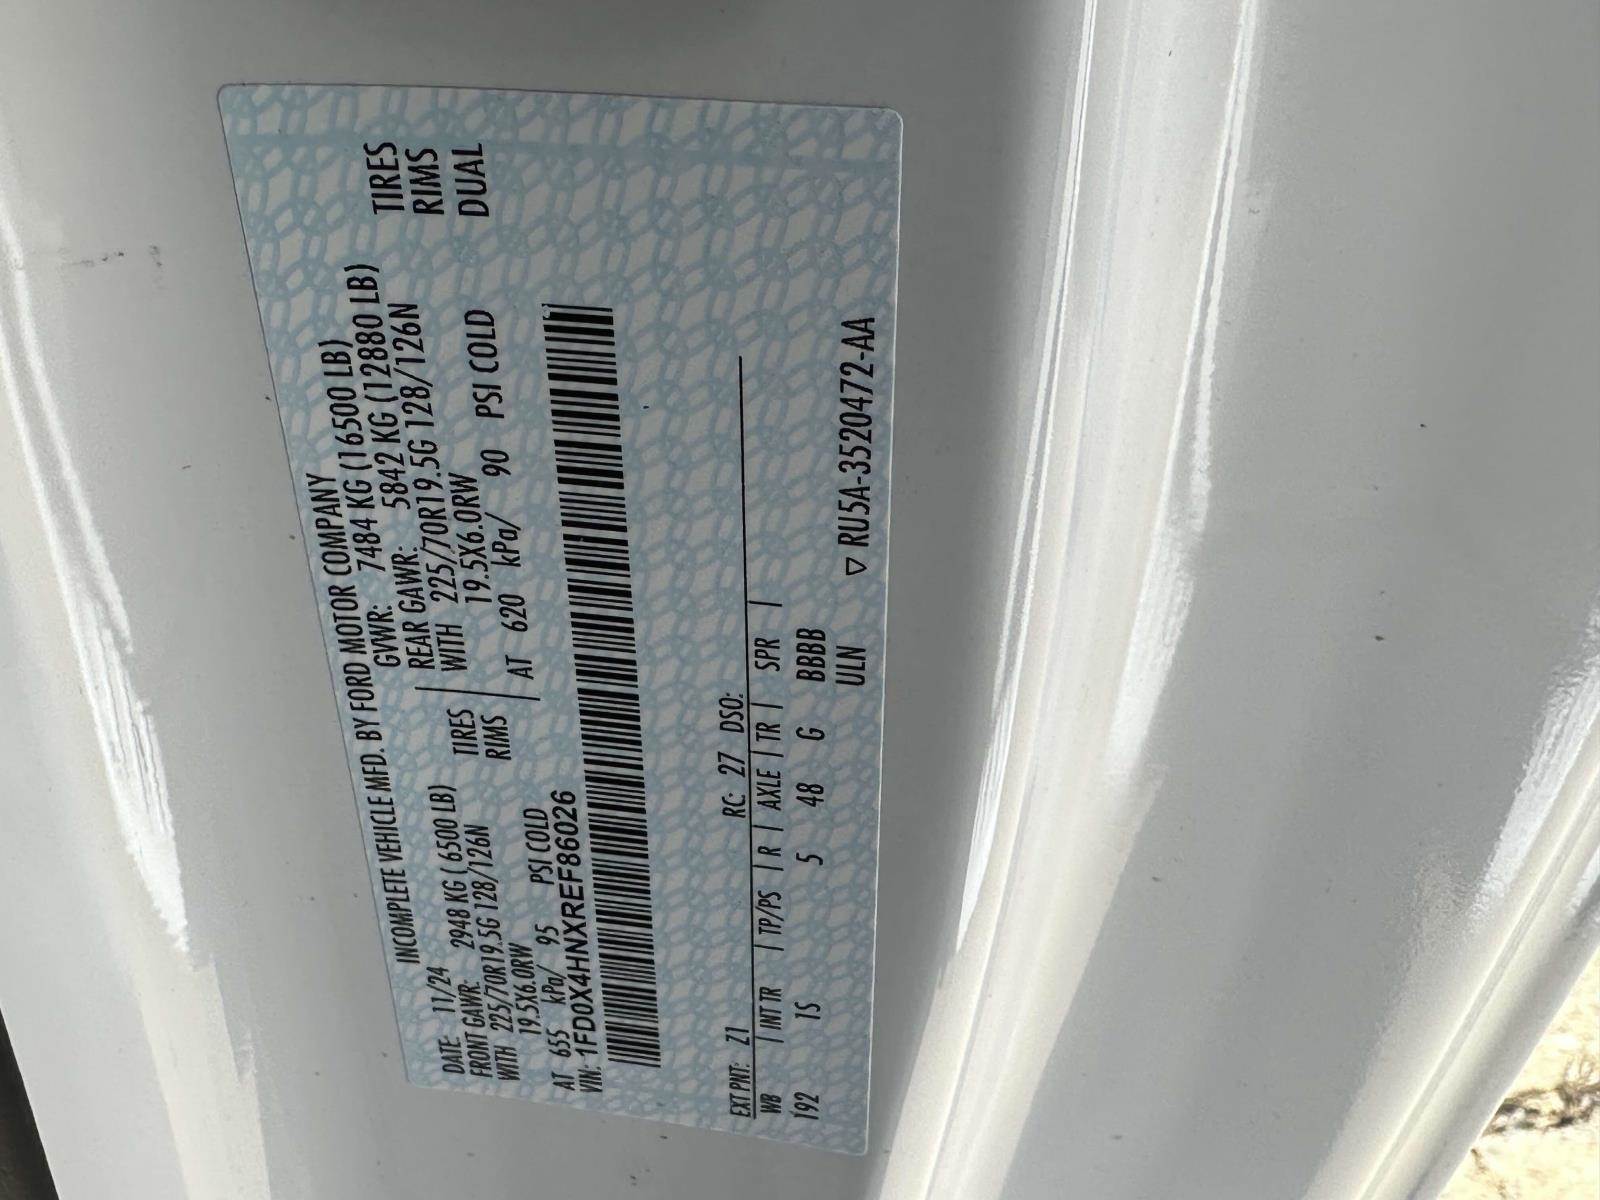 INCOMPLETE VEHICLE MFD. BY FORD MOTOR COMPANY
DATE: 11/24 GVWR: 7484 KG (16500 LB)
FRONT GAWR: 2948 KG (6500 LB) REAR GAWR: 5842 KG (12880 LB)
WITH 225/70R19.5G 128/126N TIRES WITH 225/70R19.5G 128/126N TIRES
19.5X6.0RW RIMS 19.5X6.0RW RIMS
AT 655 kPa/ 95 PSI COLD AT 620 kPa/ 90 PSI COLD DUAL
VIN: 1FD0X4HNXREF86026
EXT PNT: Z1 RC: 27 DSO:
WB | INT TR | TP/PS | R | AXLE | TR | SPR |
192 1S 5 48 G BBBB
ULN ▽ RU5A-3520472-AA